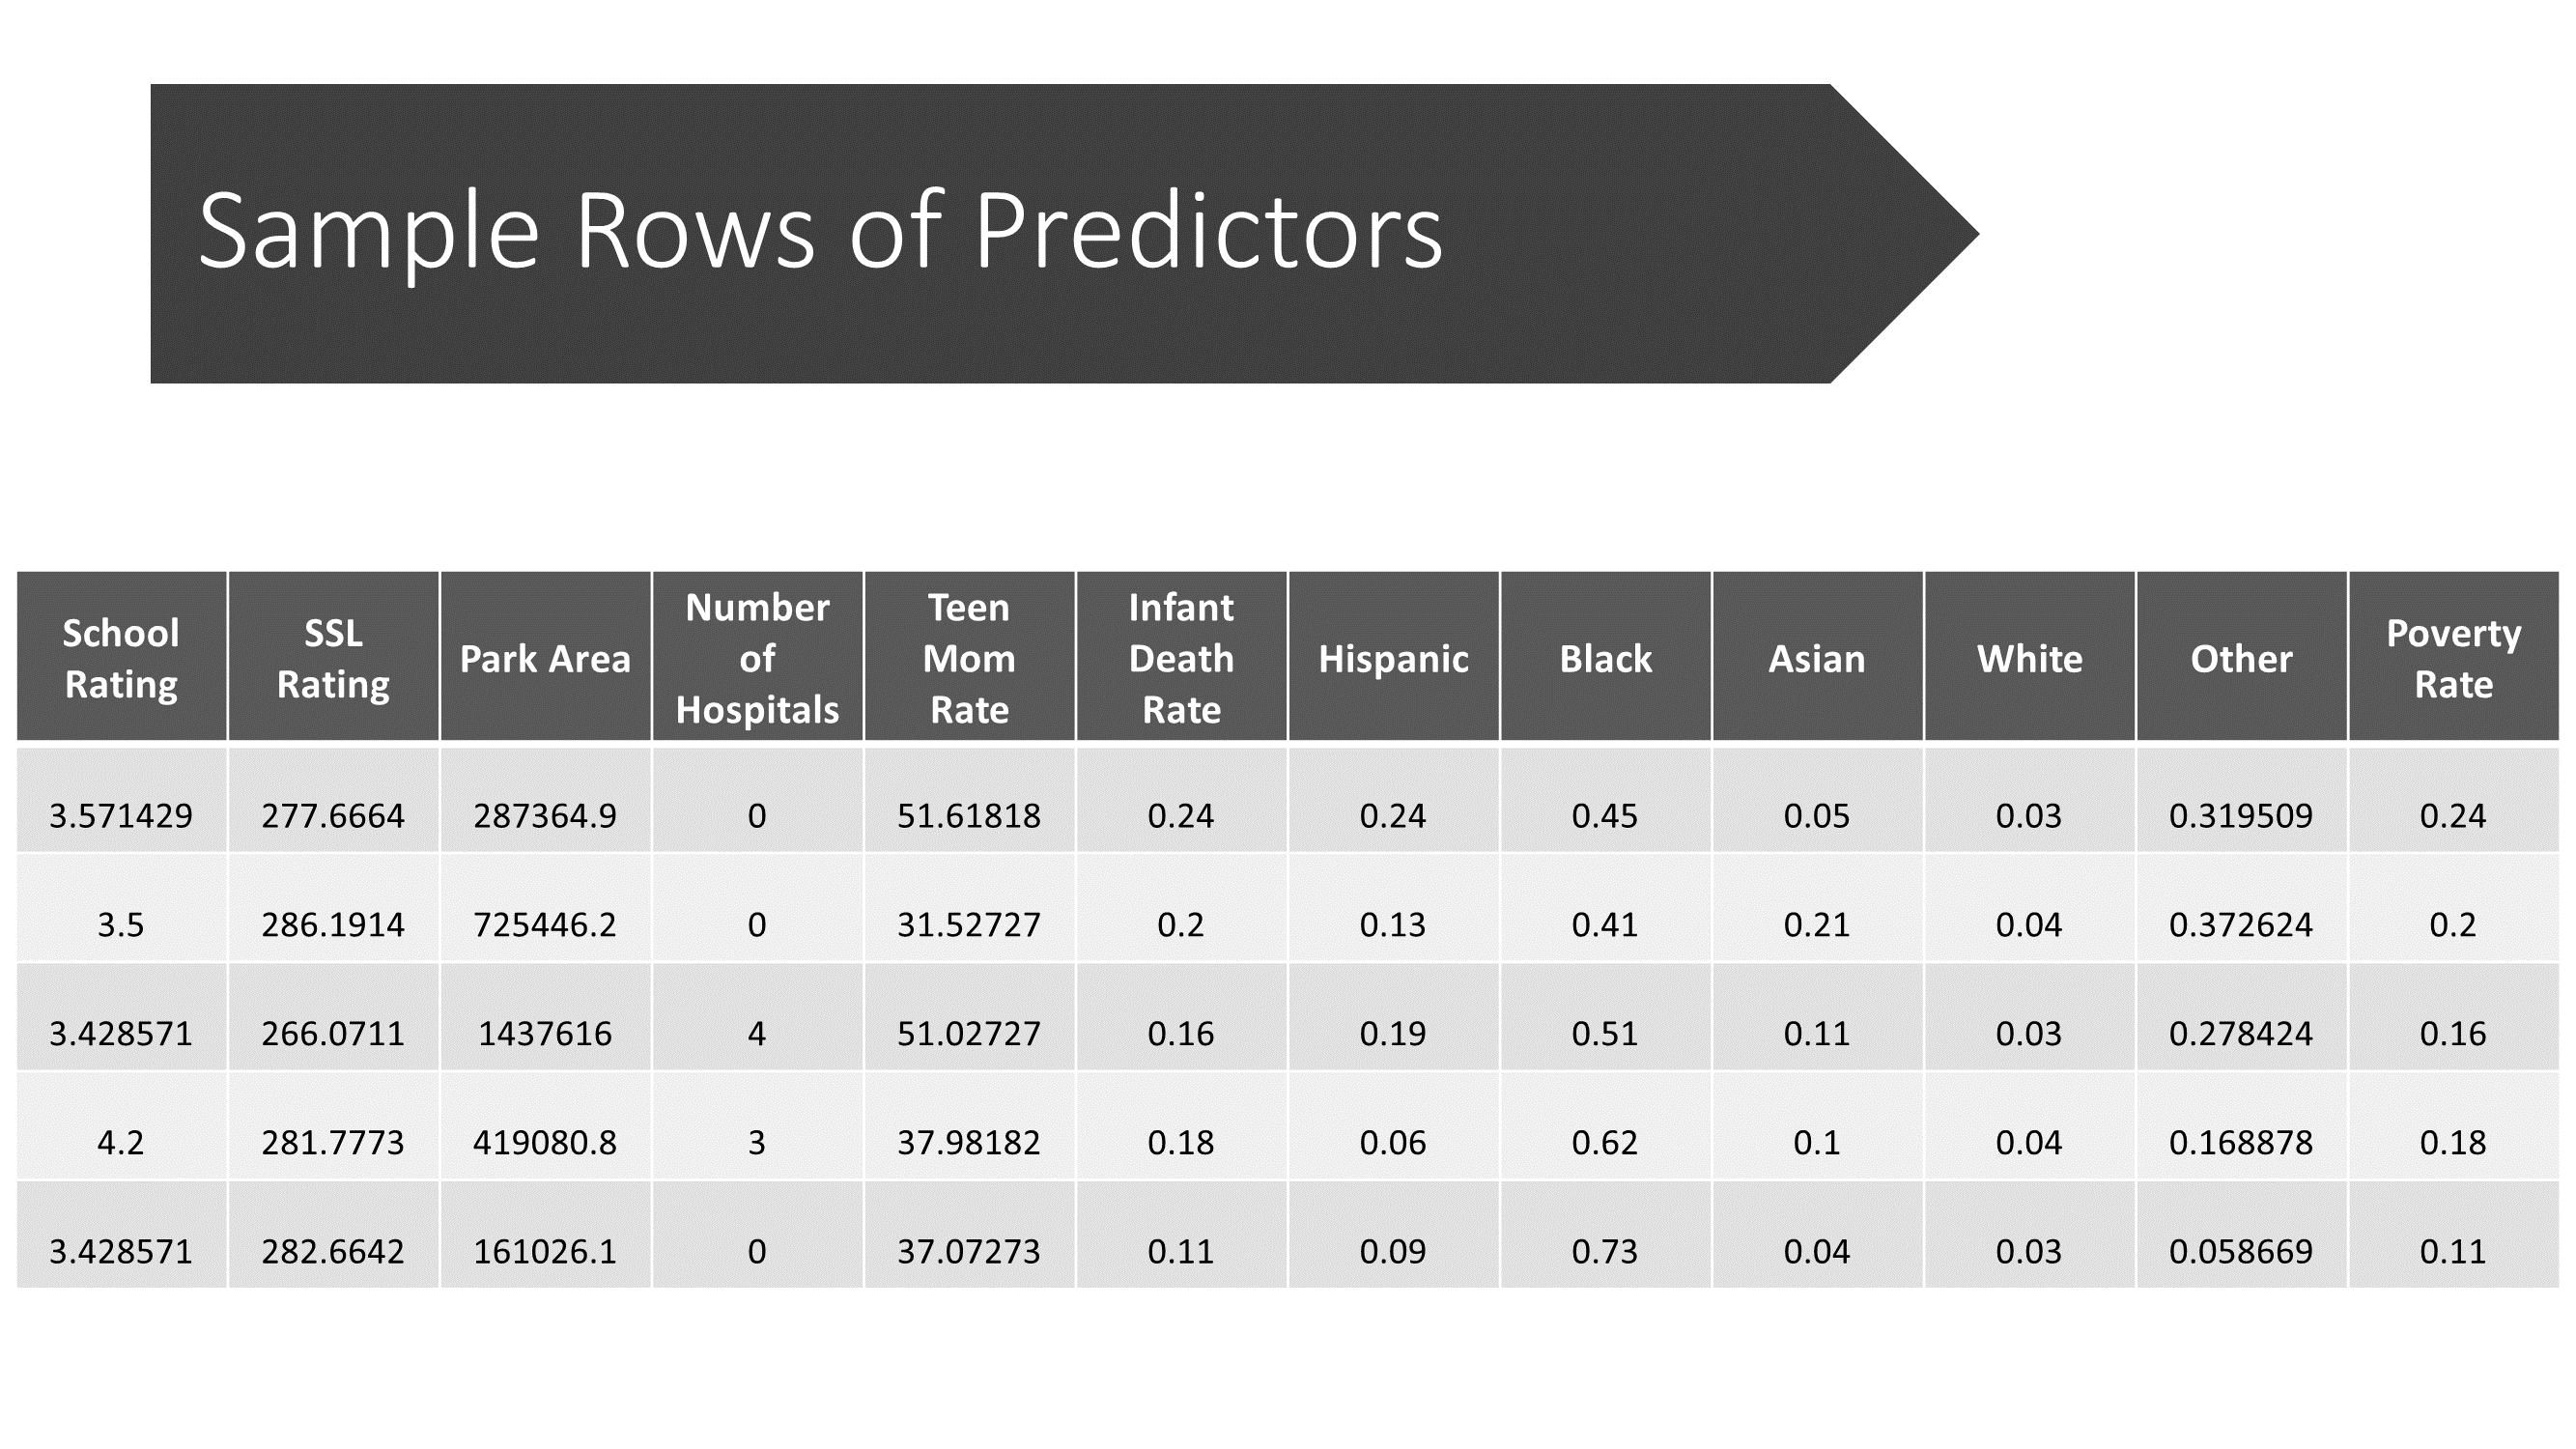 Sample Rows of Predictors
School Rating SSL Rating Park Area Number of Hospitals Teen Mom Rate Infant Death Rate Hispanic Black Asian White Other Poverty Rate
3.571429 277.6664 287364.9 0 51.61818 0.24 0.24 0.45 0.05 0.03 0.319509 0.24
3.5 286.1914 725446.2 0 31.52727 0.2 0.13 0.41 0.21 0.04 0.372624 0.2
3.428571 266.0711 1437616 4 51.02727 0.16 0.19 0.51 0.11 0.03 0.278424 0.16
4.2 281.7773 419080.8 3 37.98182 0.18 0.06 0.62 0.1 0.04 0.168878 0.18
3.428571 282.6642 161026.1 0 37.07273 0.11 0.09 0.73 0.04 0.03 0.058669 0.11